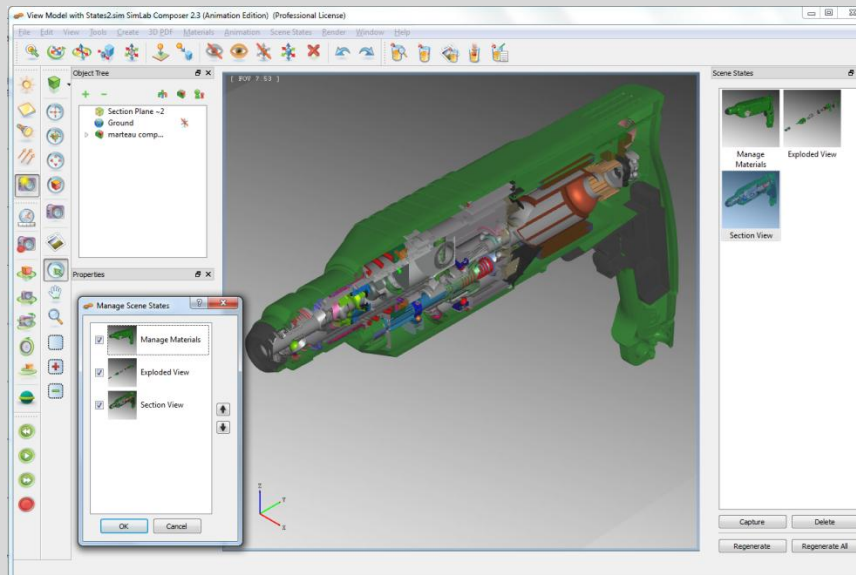 View Model with States2.sim SimLab Composer 2.3 (Animation Edition)  (Professional License)
File Edit View Tools Create 3D PDF Materials Animation Scene States Render Window Help
Object Tree
Section Plane ~2
Ground
marteau comp...
Properties
[ FOV 7.53 ]
Z
Y
X
Manage Scene States
Manage Materials
Exploded View
Section View
OK Cancel
Scene States
Manage Materials
Exploded View
Section View
Capture Delete
Regenerate Regenerate All